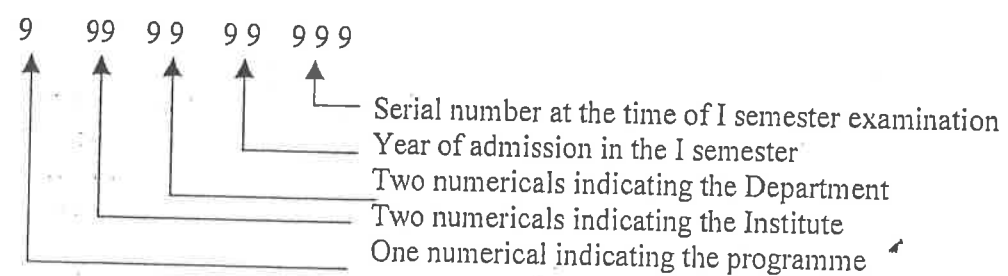 9 99 99 99 999
Serial number at the time of I semester examination
Year of admission in the I semester
Two numericals indicating the Department
Two numericals indicating the Institute
One numerical indicating the programme